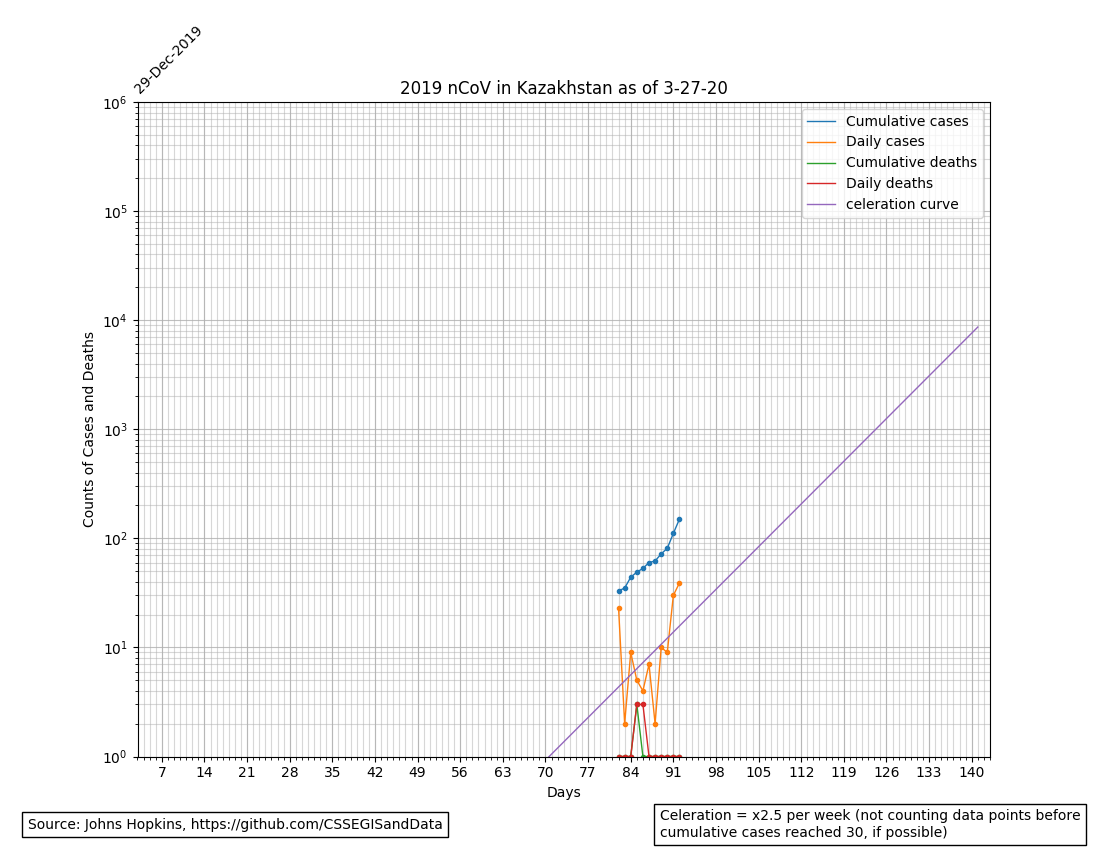 29-Dec-2019
2019 nCoV in Kazakhstan as of 3-27-20
Cumulative cases
Daily cases
Cumulative deaths
Daily deaths
celeration curve
10^6
10^5
10^4
10^3
10^2
10^1
10^0
Counts of Cases and Deaths
7 14 21 28 35 42 49 56 63 70 77 84 91 98 105 112 119 126 133 140
Days
Source: Johns Hopkins, https://github.com/CSSEGISandData
Celeration = x2.5 per week (not counting data points before
cumulative cases reached 30, if possible)